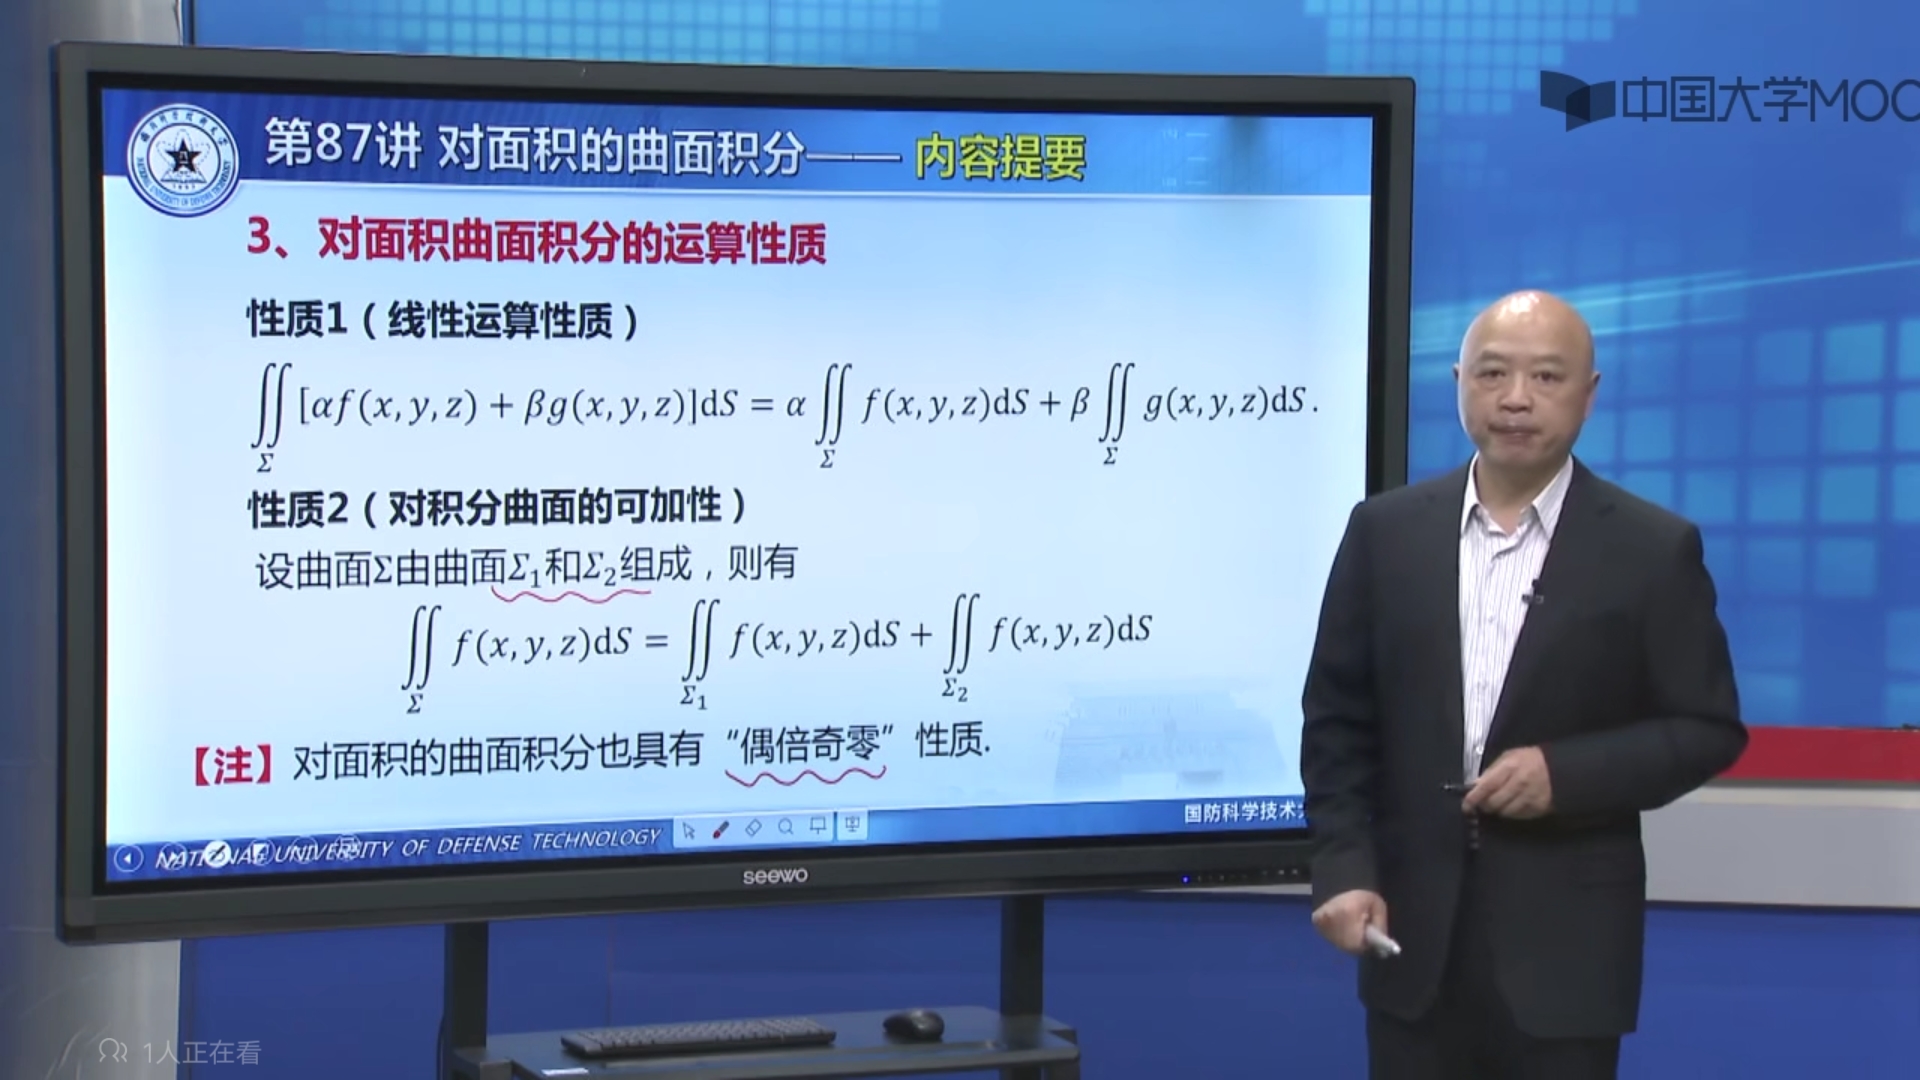 中国大学MOO
第87讲 对面积的曲面积分—— 内容提要
3、对面积曲面积分的运算性质
性质1（线性运算性质）
∬_Σ [αf(x,y,z) + βg(x,y,z)]dS = α ∬_Σ f(x,y,z)dS + β ∬_Σ g(x,y,z)dS.
性质2（对积分曲面的可加性）
设曲面Σ由曲面Σ₁和Σ₂组成，则有
∬_Σ f(x,y,z)dS = ∬_Σ₁ f(x,y,z)dS + ∬_Σ₂ f(x,y,z)dS
【注】对面积的曲面积分也具有“偶倍奇零”性质.
国防科学技术
NATIONAL UNIVERSITY OF DEFENSE TECHNOLOGY
seewo
1人正在看